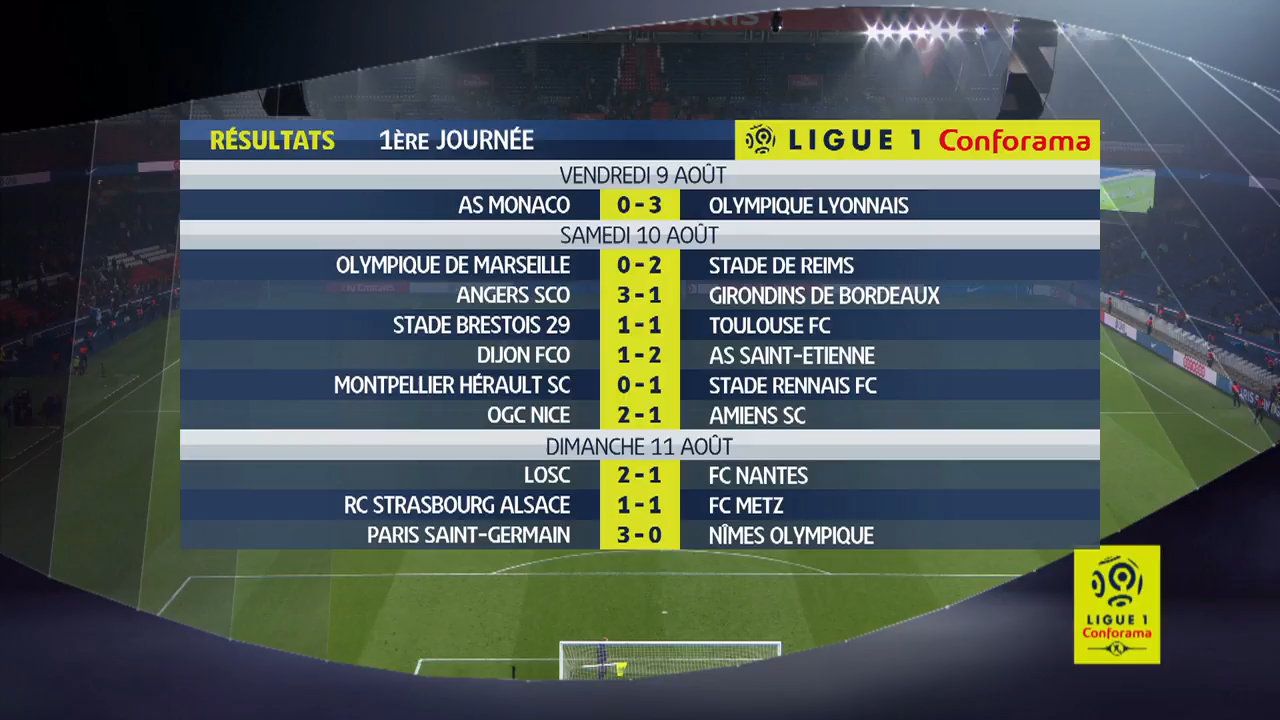 PARIS
RÉSULTATS 1ÈRE JOURNÉE LIGUE 1 Conforama
VENDREDI 9 AOÛT
AS MONACO 0 - 3 OLYMPIQUE LYONNAIS
SAMEDI 10 AOÛT
OLYMPIQUE DE MARSEILLE 0 - 2 STADE DE REIMS
ANGERS SCO 3 - 1 GIRONDINS DE BORDEAUX
STADE BRESTOIS 29 1 - 1 TOULOUSE FC
DIJON FCO 1 - 2 AS SAINT-ETIENNE
MONTPELLIER HÉRAULT SC 0 - 1 STADE RENNAIS FC
OGC NICE 2 - 1 AMIENS SC
DIMANCHE 11 AOÛT
LOSC 2 - 1 FC NANTES
RC STRASBOURG ALSACE 1 - 1 FC METZ
PARIS SAINT-GERMAIN 3 - 0 NÎMES OLYMPIQUE
LIGUE 1
Conforama